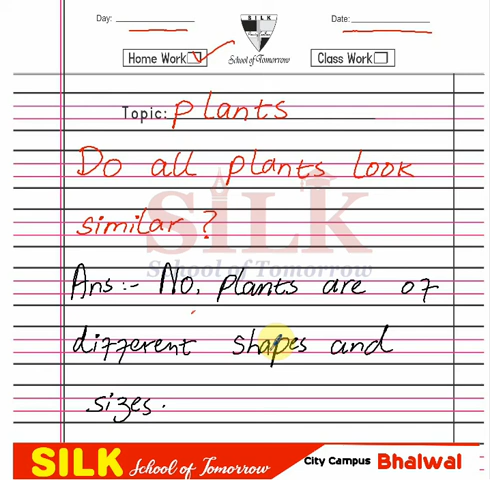 Day:
SILK
Date:
Home Work
School of Tomorrow
Class Work
Topic: Plants
Do all plants look
similar ?
SiLK
School of Tomorrow
Ans :- No, Plants are of
different shapes and
sizes.
SILK School of Tomorrow City Campus Bhalwal